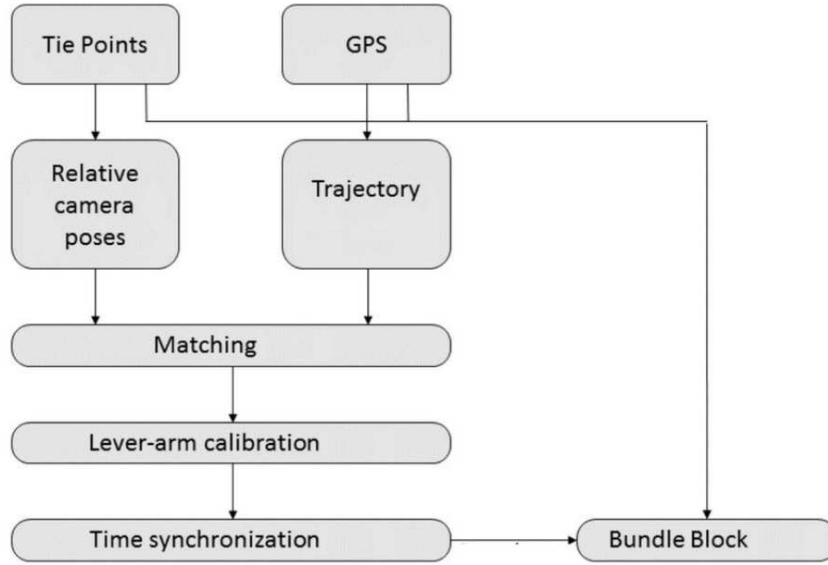 Tie Points
GPS
Relative
camera
poses
Trajectory
Matching
Lever-arm calibration
Time synchronization
Bundle Block